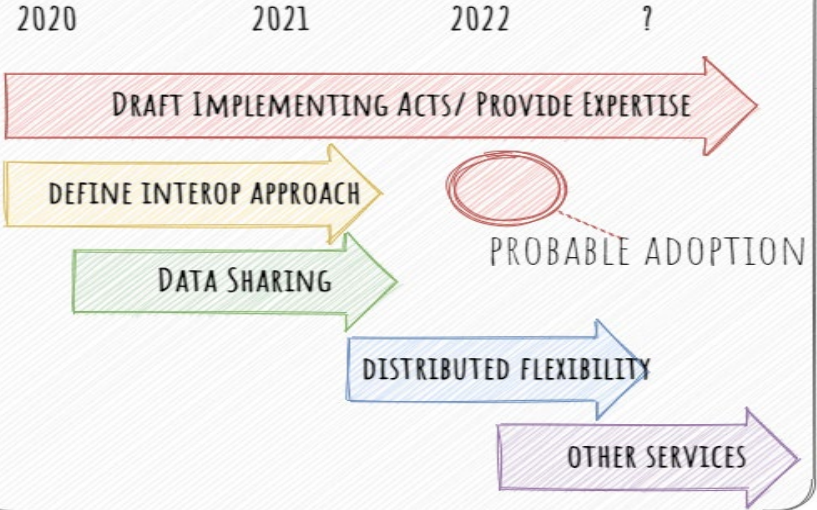 2020 2021 2022 ?
Draft Implementing Acts/ Provide Expertise
DEFINE INTEROP APPROACH
PROBABLE ADOPTION
Data Sharing
DISTRIBUTED FLEXIBILITY
OTHER SERVICES